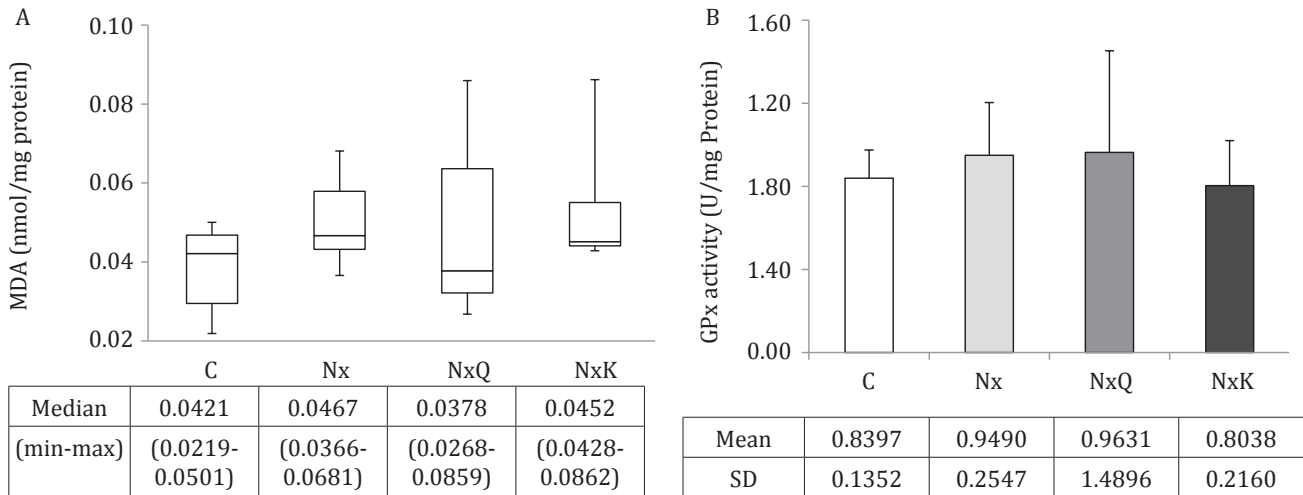 A
MDA (nmol/mg protein)
0.10
0.08
0.06
0.04
0.02
C Nx NxQ NxK
Median 0.0421 0.0467 0.0378 0.0452
(min-max) (0.0219- (0.0366- (0.0268- (0.0428-
0.0501) 0.0681) 0.0859) 0.0862)
B
GPx activity (U/mg Protein)
1.60
1.20
1.80
1.40
0.00
C Nx NxQ NxK
Mean 0.8397 0.9490 0.9631 0.8038
SD 0.1352 0.2547 1.4896 0.2160